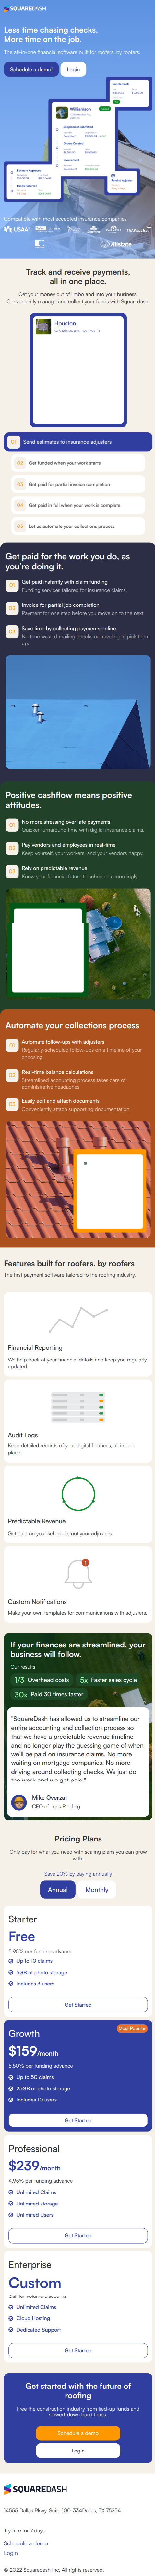 SQUAREDASH
Less time chasing checks.
More time on the job.
The all-in-one financial software built for roofers, by roofers.
Schedule a demo!
Login
Supplements
Williamson
Supplement Submitted
Estimate Approved
Orders Created
Funds Received
Invoice Sent
Compatible with most accepted insurance companies
USAA
TRAVELERS
Allstate
Track and receive payments,
all in one place.
Get your money up front and into your business.
Conveniently manage and collect your funds with Squaredash.
Houston
01
Send estimates to insurance adjusters
02
Get funded when your work starts
03
Get paid for partial invoice completion
04
Get paid in full when your work is complete
05
Let us automate your collections process
Get paid for the work you do, as
you're doing it.
01
Get paid instantly with claim funding
Funding services tailored for insurance claims.
02
Invoice for partial job completion
Payment for one step before you move on to the next.
03
Save time by collecting payments online
No time wasted mailing checks or traveling to pick them
up.
Positive cashflow means positive
attitudes.
01
No more stressing over late payments
Quicker turnaround time with digital insurance claims.
02
Pay vendors and employees in real-time
Keep yourself, your workers, and your vendors happy.
03
Rely on predictable revenue
Know your financial future to schedule accordingly.
Automate your collections process
01
Automate follow-ups with adjusters
Regularly scheduled follow-ups on a timeline of your
choosing
02
Real-time balance calculations
Streamlined accounting process takes care of
administrative headaches.
03
Easily edit and attach documents
Conveniently attach supporting documentation
Features built for roofers, by roofers
The first payment software tailored to the roofing industry.
Financial Reporting
We help track of your financial details and keep you regularly
updated.
Audit Logs
Keep detailed records of your digital finances, all in one
place.
Predictable Revenue
Get paid on your schedule, not your adjusters'.
1
Custom Notifications
Make your own templates for communications with adjusters.
If your finances are streamlined, your
business will follow.
Our results
1/3 Overhead costs
5x Faster sales cycle
30x Paid 30 times faster
"SquareDash has allowed us to streamline our
entire accounting and collection process so
that we have a predictable revenue timeline
and no longer play the guessing game of when
we'll be paid on insurance claims. No more
waiting on mortgage companies. No more
driving around collecting checks. We just do
the work and we get paid."
Mike Overzat
CEO of Luck Roofing
Pricing Plans
Only pay for what you need with scaling plans you can grow
with.
Save 20% by paying annually
Annual
Monthly
Starter
Free
5.95% per funding advance
Up to 10 claims
5GB of photo storage
Includes 3 users
Get Started
Most Popular
Growth
$159/month
5.50% per funding advance
Up to 50 claims
25GB of photo storage
Includes 10 users
Get Started
Professional
$239/month
4.95% per funding advance
Unlimited Claims
Unlimited storage
Unlimited Users
Get Started
Enterprise
Custom
Call for volume discounts
Unlimited Claims
Cloud Hosting
Dedicated Support
Get Started
Get started with the future of
roofing
Free the construction industry from tied-up funds and
slowed-down build times.
Schedule a demo
Login
SQUAREDASH
14555 Dallas Pkwy. Suite 100-334Dallas, TX 75254
Try free for 7 days
Schedule a demo
Login
© 2022 Squaredash Inc. All rights reserved.